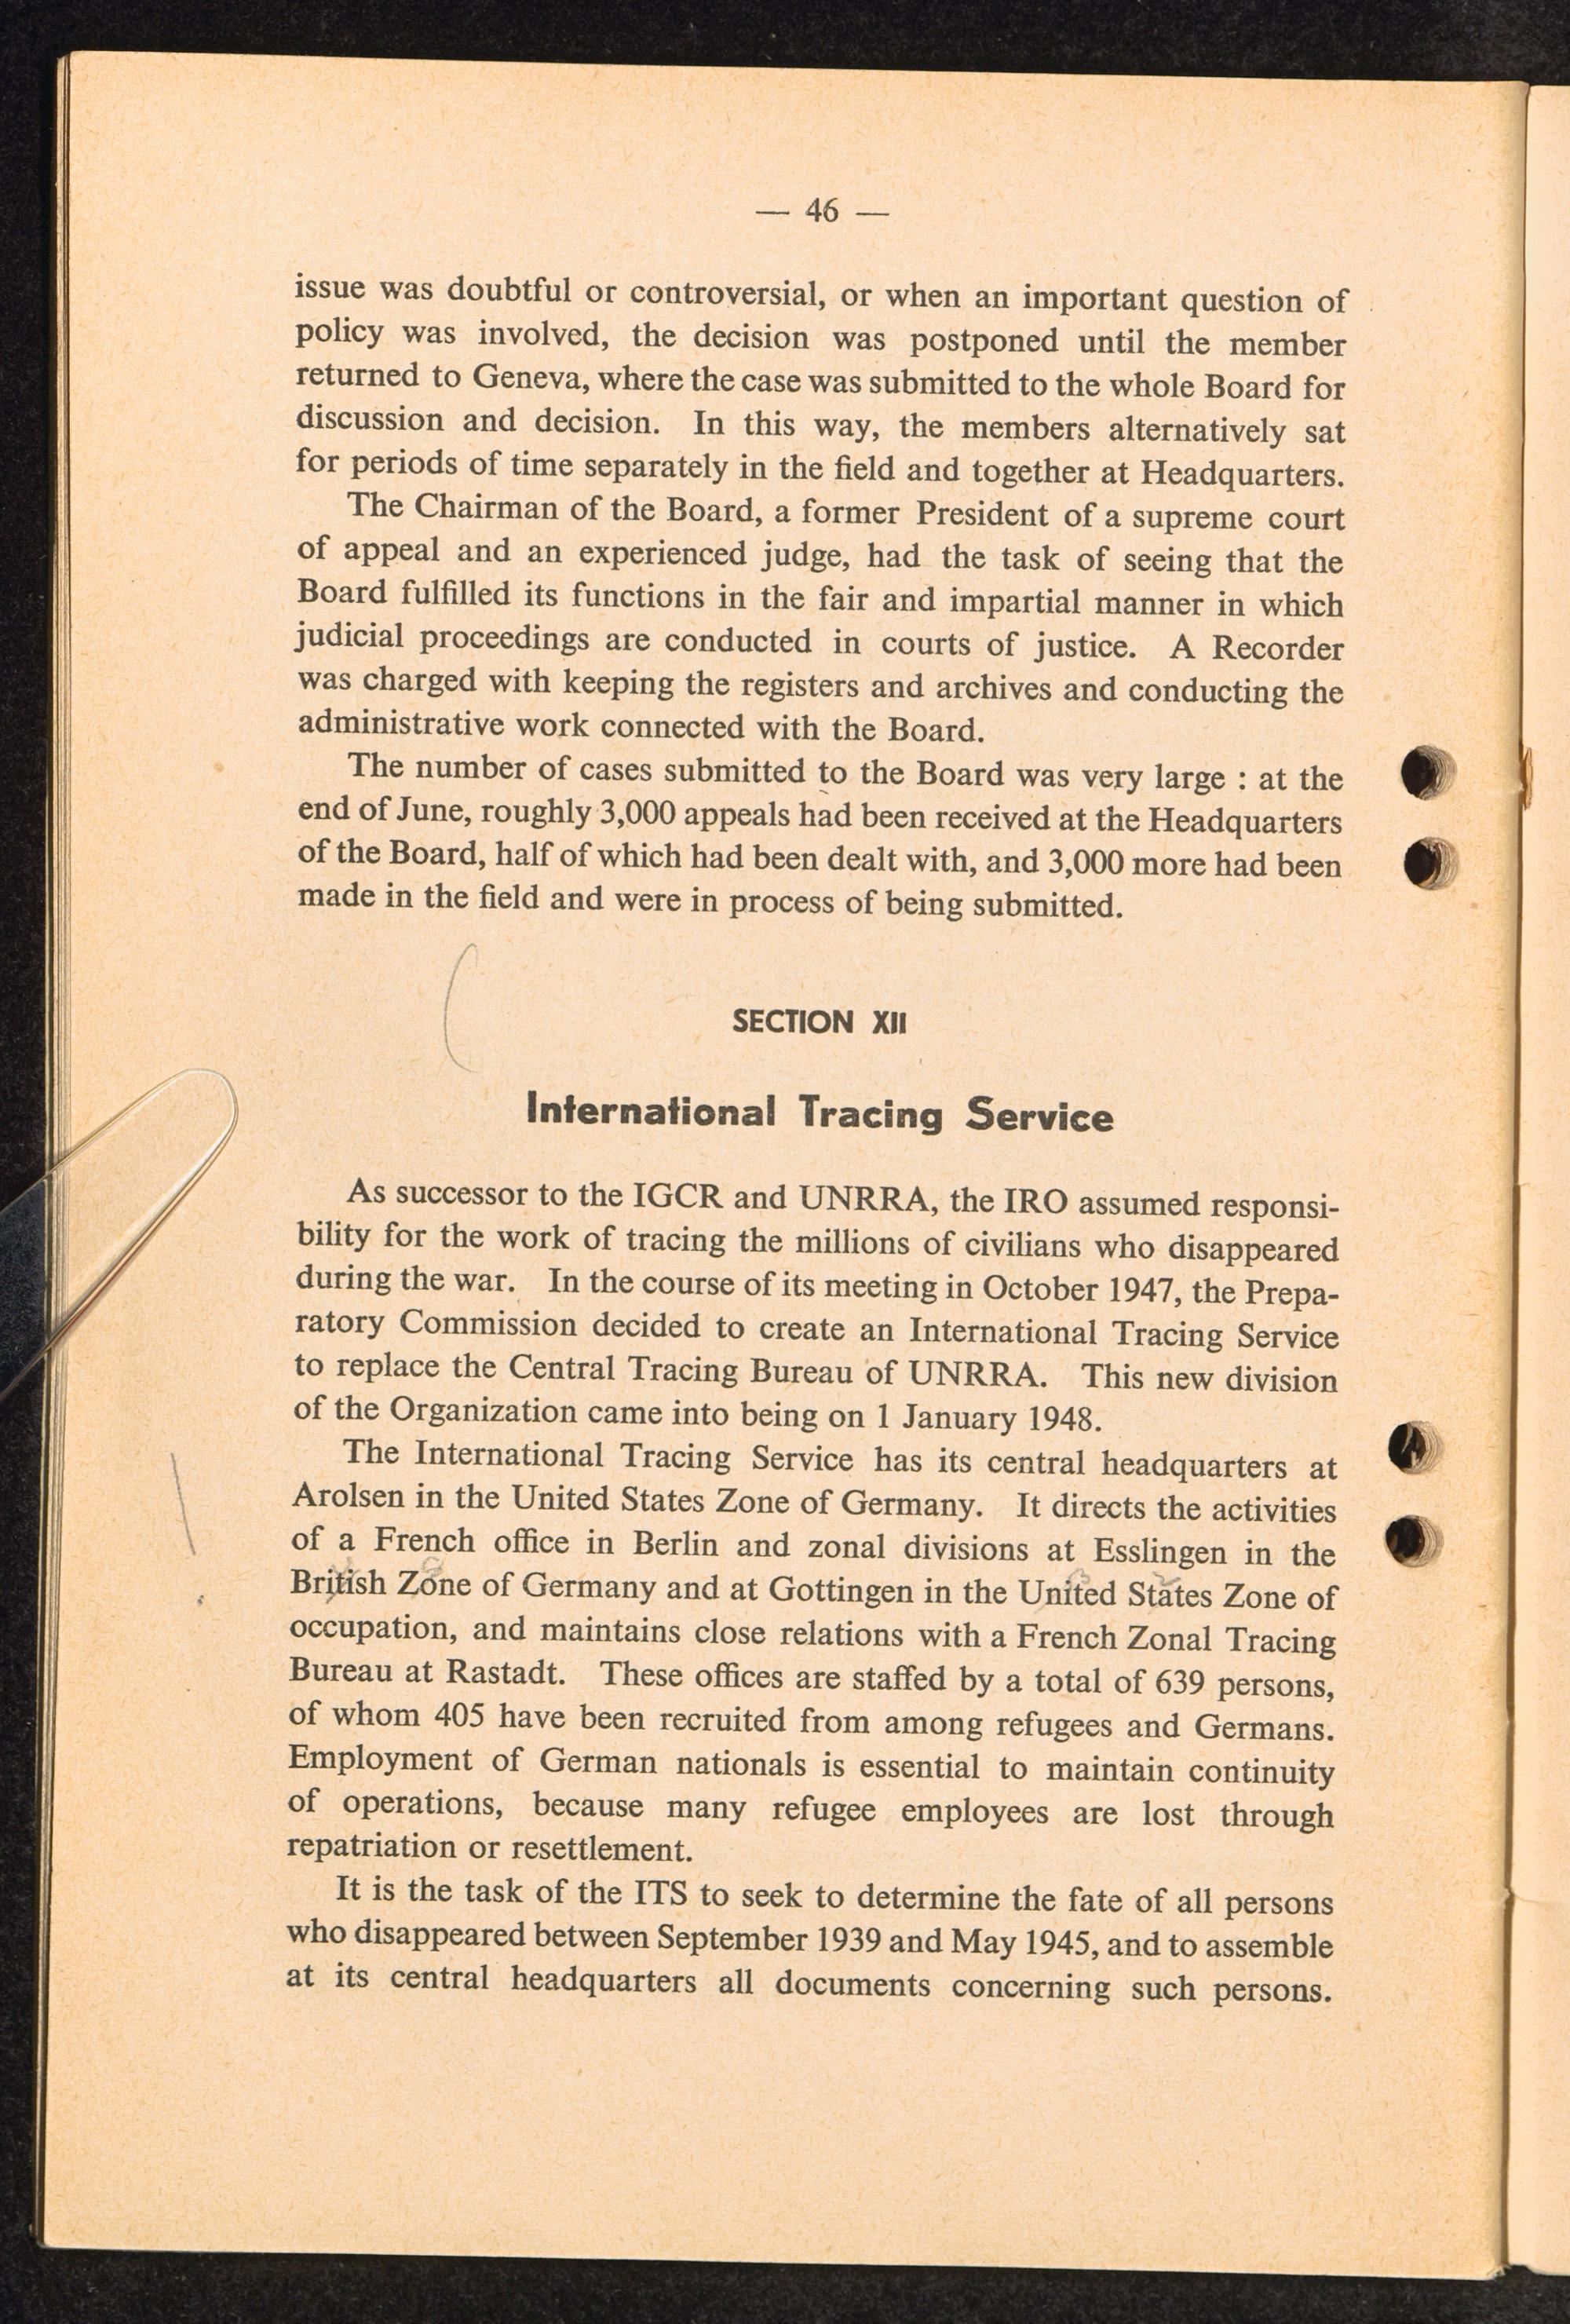 — 46 —
issue was doubtful or controversial, or when an important question of
policy was involved, the decision was postponed until the member
returned to Geneva, where the case was submitted to the whole Board for
discussion and decision. In this way, the members alternatively sat
for periods of time separately in the field and together at Headquarters.
The Chairman of the Board, a former President of a supreme court
of appeal and an experienced judge, had the task of seeing that the
Board fulfilled its functions in the fair and impartial manner in which
judicial proceedings are conducted in courts of justice. A Recorder
was charged with keeping the registers and archives and conducting the
administrative work connected with the Board.
The number of cases submitted to the Board was very large : at the
end of June, roughly 3,000 appeals had been received at the Headquarters
of the Board, half of which had been dealt with, and 3,000 more had been
made in the field and were in process of being submitted.
SECTION XII
International Tracing Service
As successor to the IGCR and UNRRA, the IRO assumed responsi-
bility for the work of tracing the millions of civilians who disappeared
during the war. In the course of its meeting in October 1947, the Prepa-
ratory Commission decided to create an International Tracing Service
to replace the Central Tracing Bureau of UNRRA. This new division
of the Organization came into being on 1 January 1948.
The International Tracing Service has its central headquarters at
Arolsen in the United States Zone of Germany. It directs the activities
of a French office in Berlin and zonal divisions at Esslingen in the
British Zone of Germany and at Gottingen in the United States Zone of
occupation, and maintains close relations with a French Zonal Tracing
Bureau at Rastadt. These offices are staffed by a total of 639 persons,
of whom 405 have been recruited from among refugees and Germans.
Employment of German nationals is essential to maintain continuity
of operations, because many refugee employees are lost through
repatriation or resettlement.
It is the task of the ITS to seek to determine the fate of all persons
who disappeared between September 1939 and May 1945, and to assemble
at its central headquarters all documents concerning such persons.